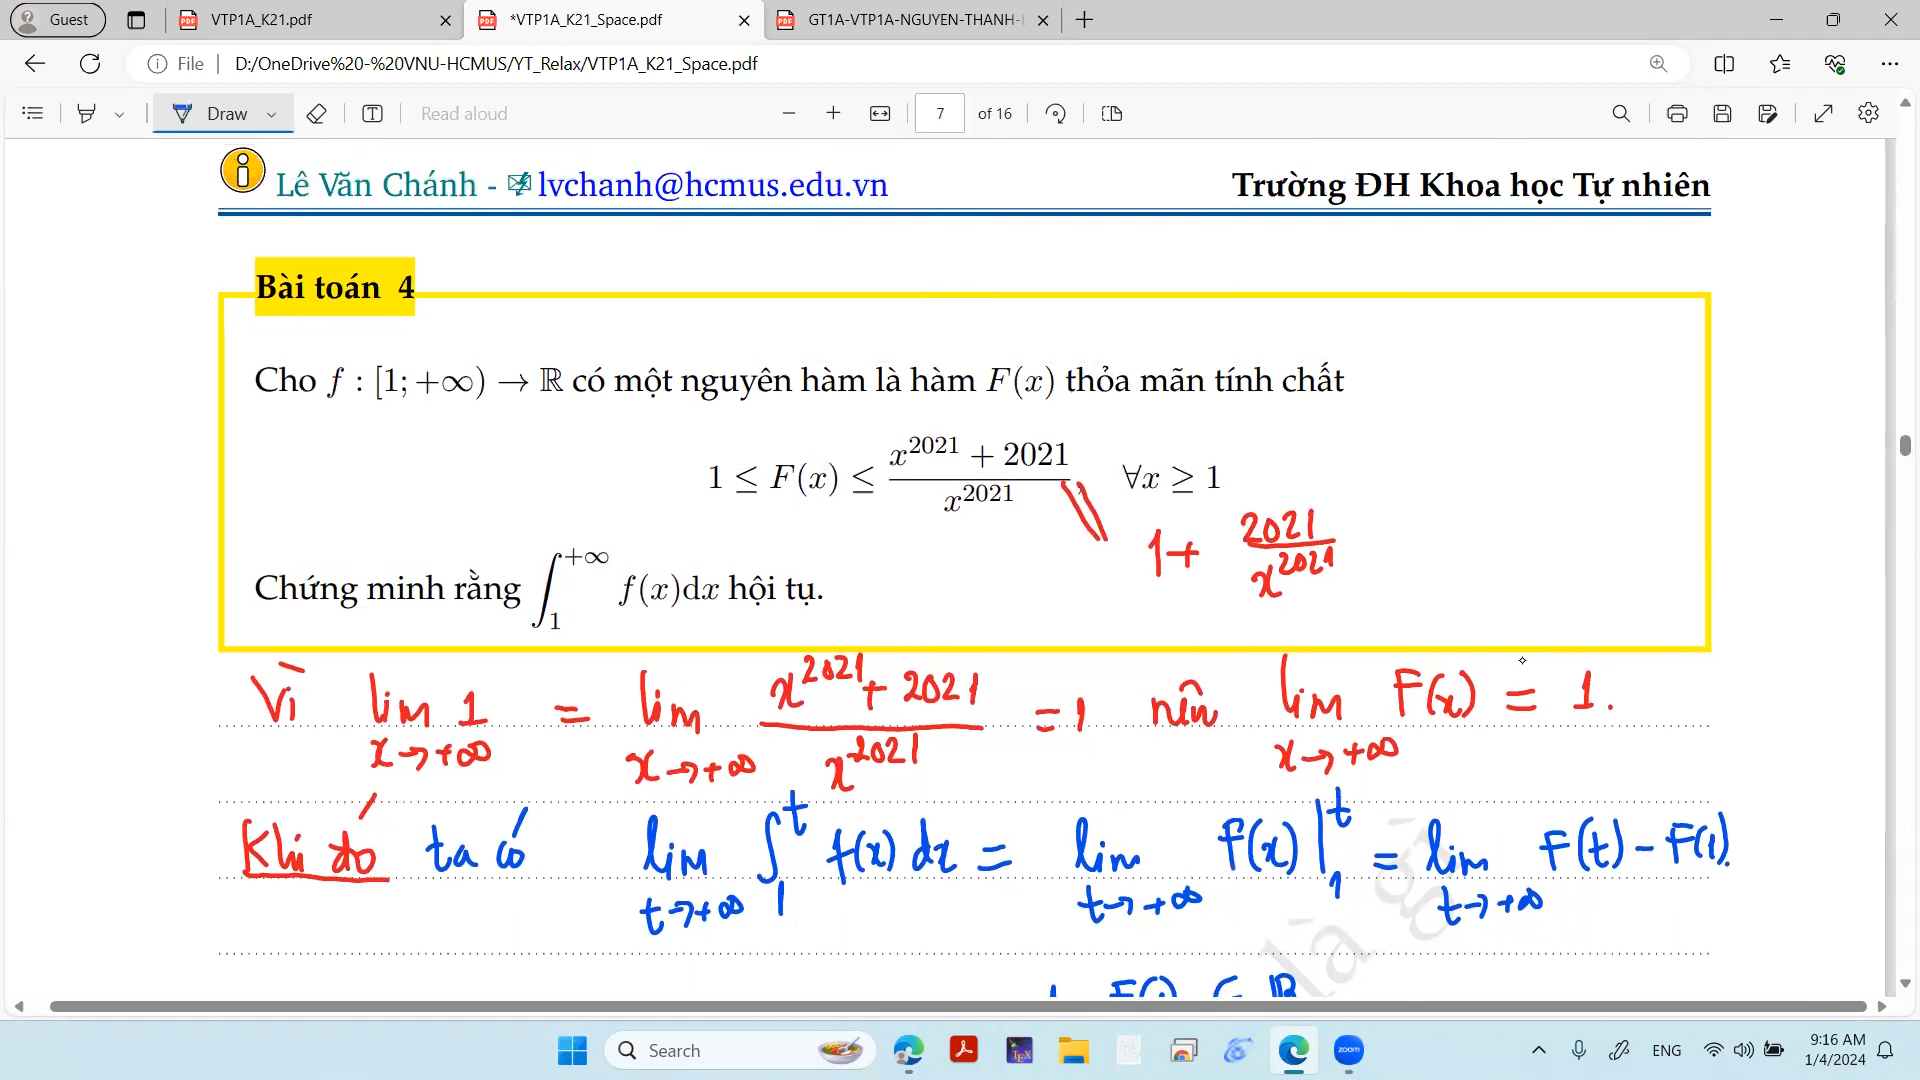 Guest
VTP1A_K21.pdf
*VTP1A_K21_Space.pdf
GT1A-VTP1A-NGUYEN-THANH-
File
D:/OneDrive%20-%20VNU-HCMUS/YT_Relax/VTP1A_K21_Space.pdf
Draw
Read aloud
7 of 16
Lê Văn Chánh - lvchanh@hcmus.edu.vn
Trường ĐH Khoa học Tự nhiên
Bài toán 4
Cho f : [1; +∞) → ℝ có một nguyên hàm là hàm F(x) thỏa mãn tính chất
1 ≤ F(x) ≤ (x^2021 + 2021)/x^2021, ∀x ≥ 1
1 + 2021/x^2021
Chứng minh rằng ∫_1^{+∞} f(x)dx hội tụ.
Vì lim_{x→+∞} 1 = lim_{x→+∞} (x^2021 + 2021)/x^2021 = 1 nên lim_{x→+∞} F(x) = 1.
Khi đó ta có lim_{t→+∞} ∫_1^t f(x) dx = lim_{t→+∞} F(x)|_1^t = lim_{t→+∞} F(t) - F(1).
là gì
Search
zoom
ENG
9:16 AM
1/4/2024